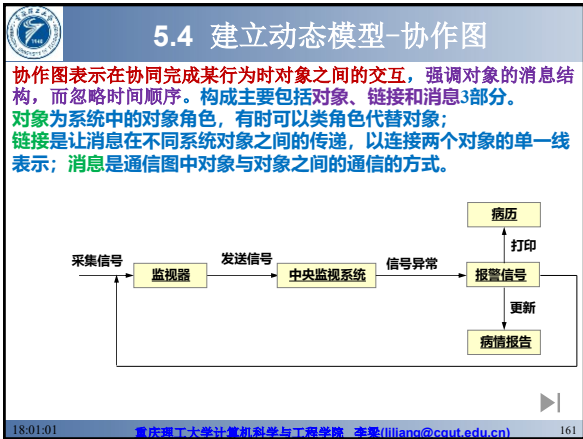 5.4 建立动态模型-协作图
协作图表示在协同完成某行为时对象之间的交互，强调对象的消息结
构，而忽略时间顺序。构成主要包括对象、链接和消息3部分。
对象为系统中的对象角色，有时可以类角色代替对象；
链接是让消息在不同系统对象之间的传递，以连接两个对象的单一线
表示；消息是通信图中对象与对象之间的通信的方式。
病历
打印
采集信号
监视器
发送信号
中央监视系统
信号异常
报警信号
更新
病情报告
18:01:01
重庆理工大学计算机科学与工程学院 李梁(liliang@cqut.edu.cn)
161